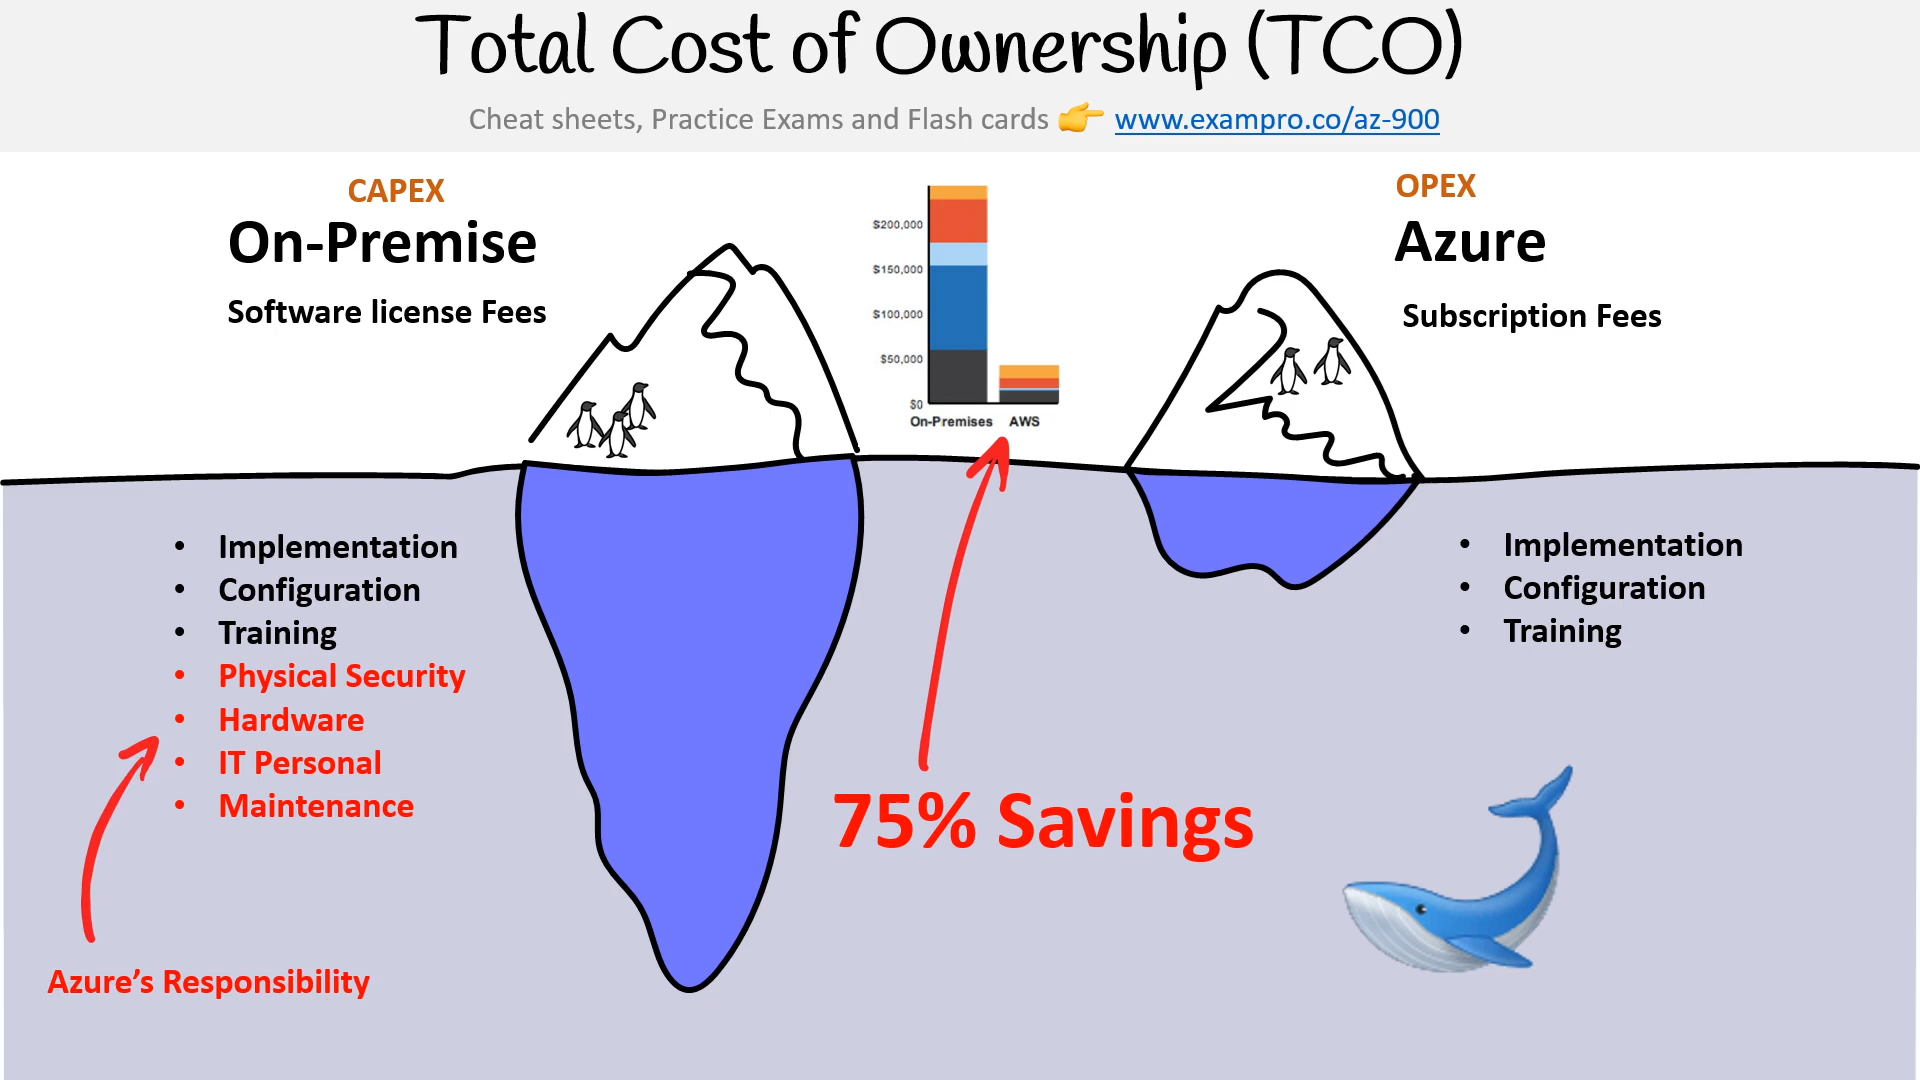 Total Cost of Ownership (TCO)
Cheat sheets, Practice Exams and Flash cards 👉 www.exampro.co/az-900
CAPEX
On-Premise
Software license Fees
$200,000
$150,000
$100,000
$50,000
$0
On-Premises AWS
OPEX
Azure
Subscription Fees
• Implementation
• Configuration
• Training
• Physical Security
• Hardware
• IT Personal
• Maintenance
Azure’s Responsibility
75% Savings
• Implementation
• Configuration
• Training